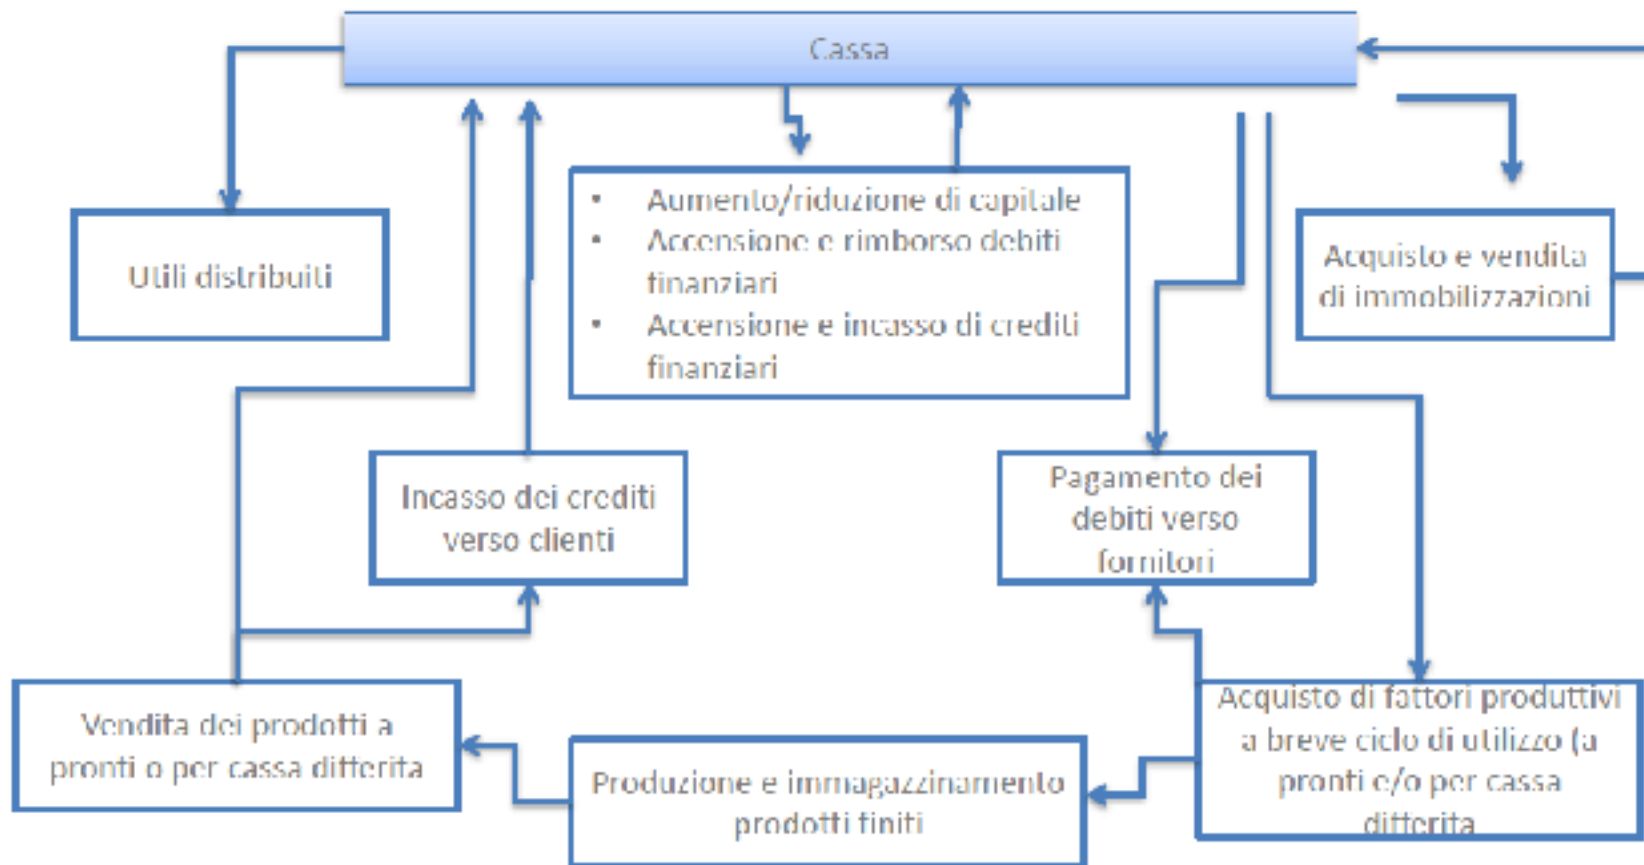 Cassa
• Aumento/riduzione di capitale
• Accensione e rimborso debiti
finanziari
• Accensione e incasso di crediti
finanziari
Utili distribuiti
Acquisto e vendita
di immobilizzazioni
Incasso dei crediti
verso clienti
Pagamento dei
debiti verso
fornitori
Vendita dei prodotti a
pronti o per cassa differita
Produzione e immagazzinamento
prodotti finiti
Acquisto di fattori produttivi
a breve ciclo di utilizzo (a
pronti e/o per cassa
differita